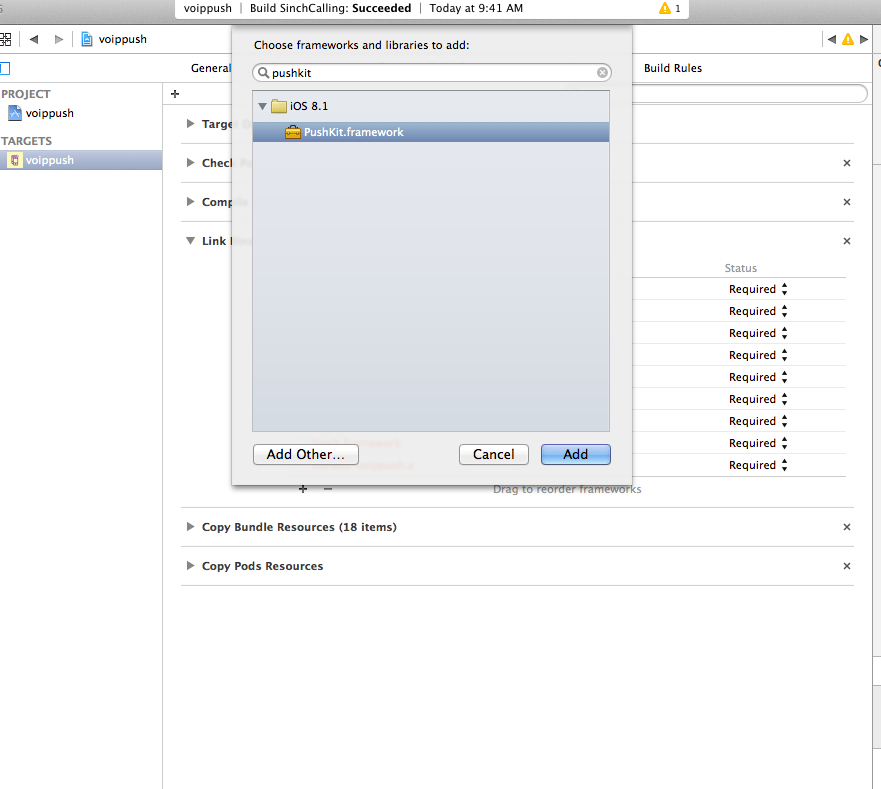 voippush | Build SinchCalling: Succeeded | Today at 9:41 AM 1
voippush
Choose frameworks and libraries to add:
General
Build Rules
pushkit
PROJECT
voippush
iOS 8.1
TARGETS
Target
PushKit.framework
voippush
Check
Compile
Link
Status
Required
Required
Required
Required
Required
Required
Required
Required
Required
Add Other...
Cancel
Add
Drag to reorder frameworks
Copy Bundle Resources (18 items)
Copy Pods Resources